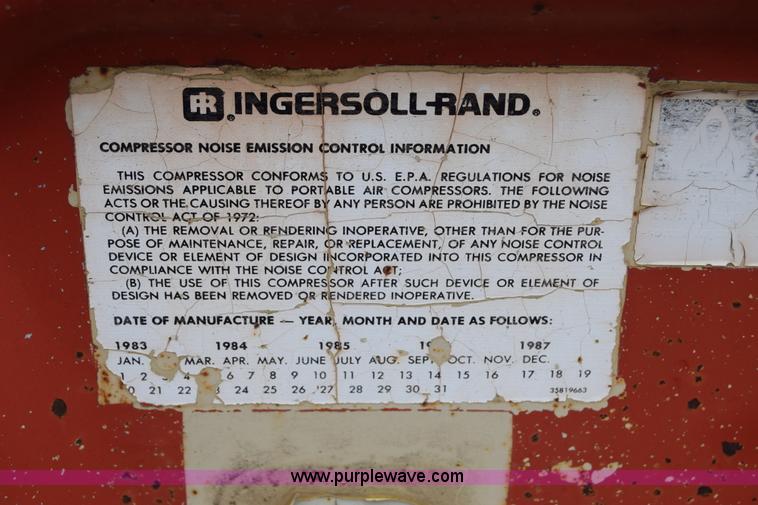 IR® INGERSOLL-RAND®
COMPRESSOR NOISE EMISSION CONTROL INFORMATION
THIS COMPRESSOR CONFORMS TO U.S. E.P.A. REGULATIONS FOR NOISE
EMISSIONS APPLICABLE TO PORTABLE AIR COMPRESSORS. THE FOLLOWING
ACTS OR THE CAUSING THEREOF BY ANY PERSON ARE PROHIBITED BY THE NOISE
CONTROL ACT OF 1972:
(A) THE REMOVAL OR RENDERING INOPERATIVE, OTHER THAN FOR THE PUR-
POSE OF MAINTENANCE, REPAIR, OR REPLACEMENT, OF ANY NOISE CONTROL
DEVICE OR ELEMENT OF DESIGN INCORPORATED INTO THIS COMPRESSOR IN
COMPLIANCE WITH THE NOISE CONTROL ACT;
(B) THE USE OF THIS COMPRESSOR AFTER SUCH DEVICE OR ELEMENT OF
DESIGN HAS BEEN REMOVED OR RENDERED INOPERATIVE.
DATE OF MANUFACTURE — YEAR, MONTH AND DATE AS FOLLOWS:
1983 1984 1985 1987
JAN. MAR. APR. MAY. JUNE JULY AUG. SEP. OCT. NOV. DEC.
1 2 6 7 8 9 10 11 12 13 14 15 16 17 18 19
21 22 24 25 26 27 28 29 30 31 35819663
www.purplewave.com